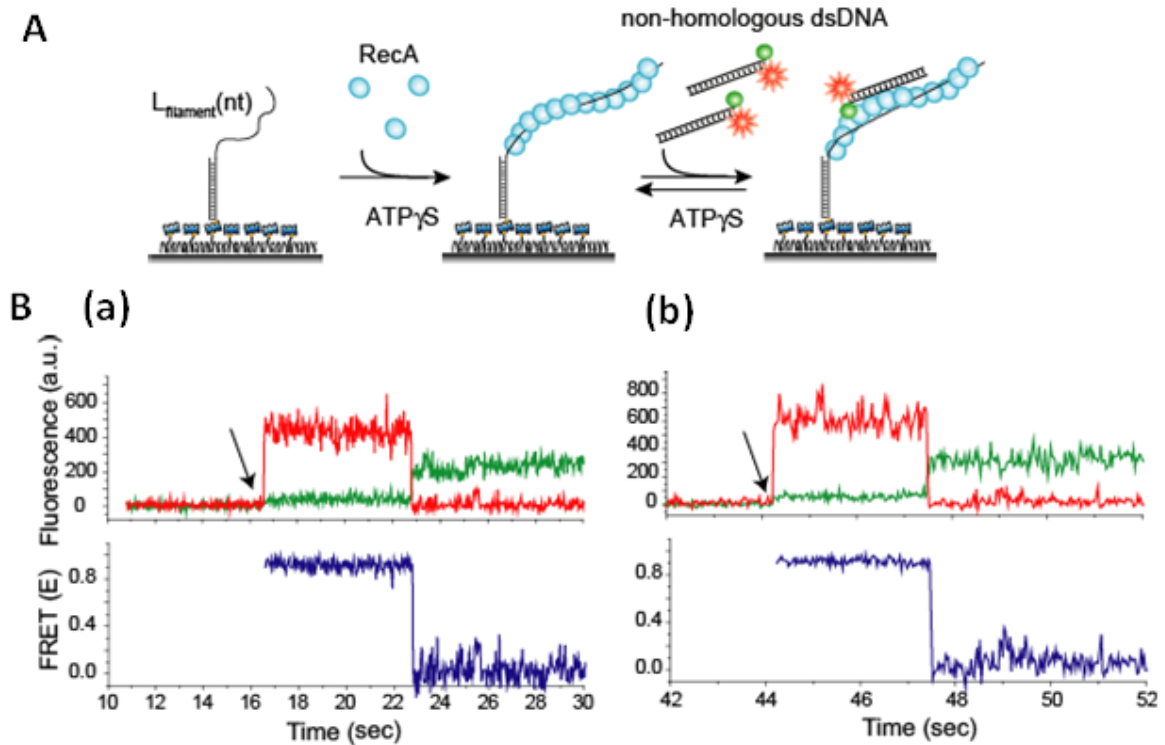 A
non-homologous dsDNA
RecA
Lfilament(nt)
ATPγS
ATPγS
B (a) (b)
Fluorescence (a.u.)
600
400
200
0
800
600
400
200
0
FRET (E)
0.8
0.4
0.0
0.8
0.4
0.0
10 12 14 16 18 20 22 24 26 28 30
42 44 46 48 50 52
Time (sec)
Time (sec)